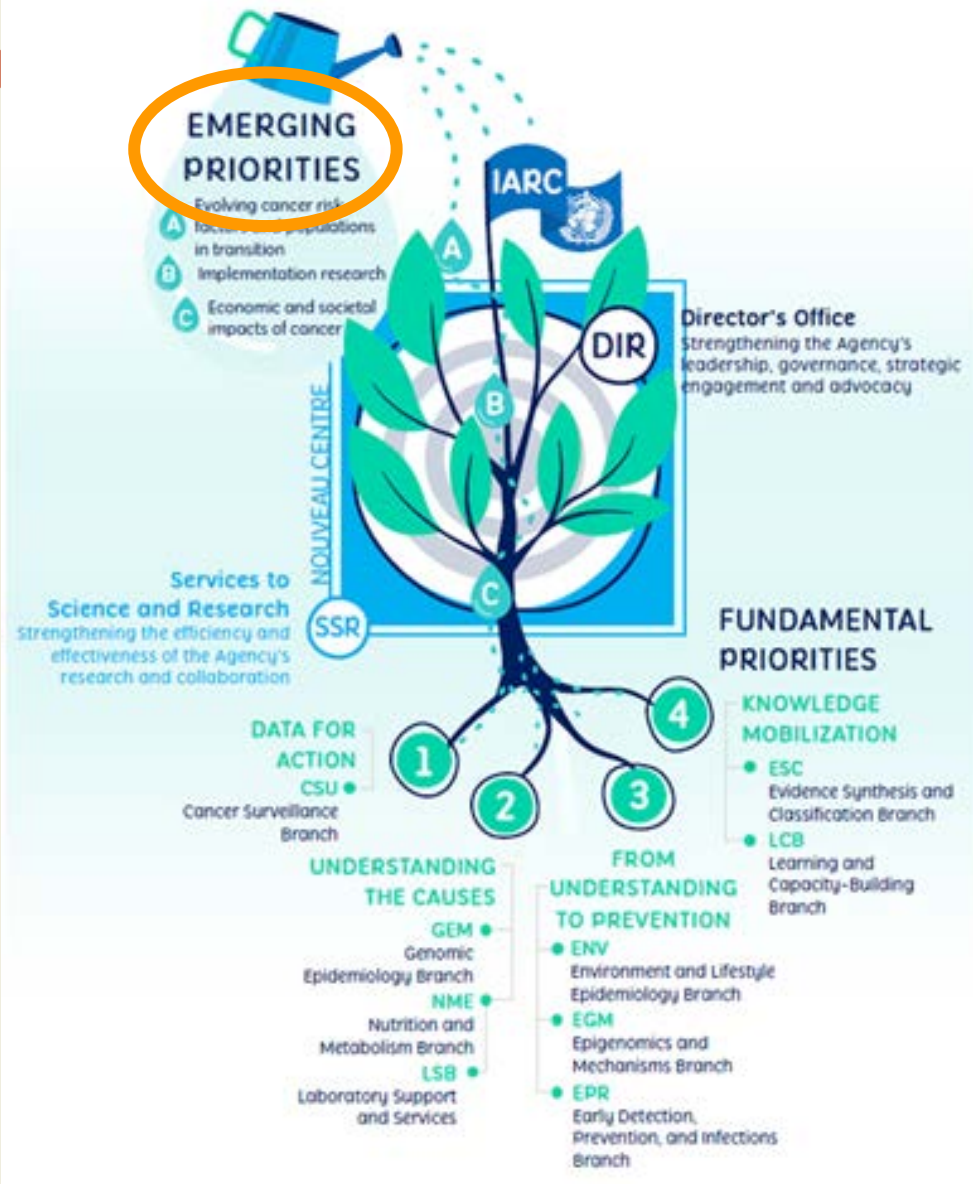 EMERGING
PRIORITIES
A
Evolving cancer risk
factors and populations
in transition
B
Implementation research
C
Economic and societal
impacts of cancer
IARC
A
B
C
DIR
Director's Office
Strengthening the Agency's
leadership, governance, strategic
engagement and advocacy
NOUVEAU CENTRE
Services to
Science and Research
Strengthening the efficiency and
effectiveness of the Agency's
research and collaboration
SSR
FUNDAMENTAL
PRIORITIES
1
DATA FOR
ACTION
CSU
Cancer Surveillance
Branch
2
UNDERSTANDING
THE CAUSES
GEM
Genomic
Epidemiology Branch
NME
Nutrition and
Metabolism Branch
LSB
Laboratory Support
and Services
3
FROM
UNDERSTANDING
TO PREVENTION
ENV
Environment and Lifestyle
Epidemiology Branch
EGM
Epigenomics and
Mechanisms Branch
EPR
Early Detection,
Prevention, and Infections
Branch
4
KNOWLEDGE
MOBILIZATION
ESC
Evidence Synthesis and
Classification Branch
LCB
Learning and
Capacity-Building
Branch